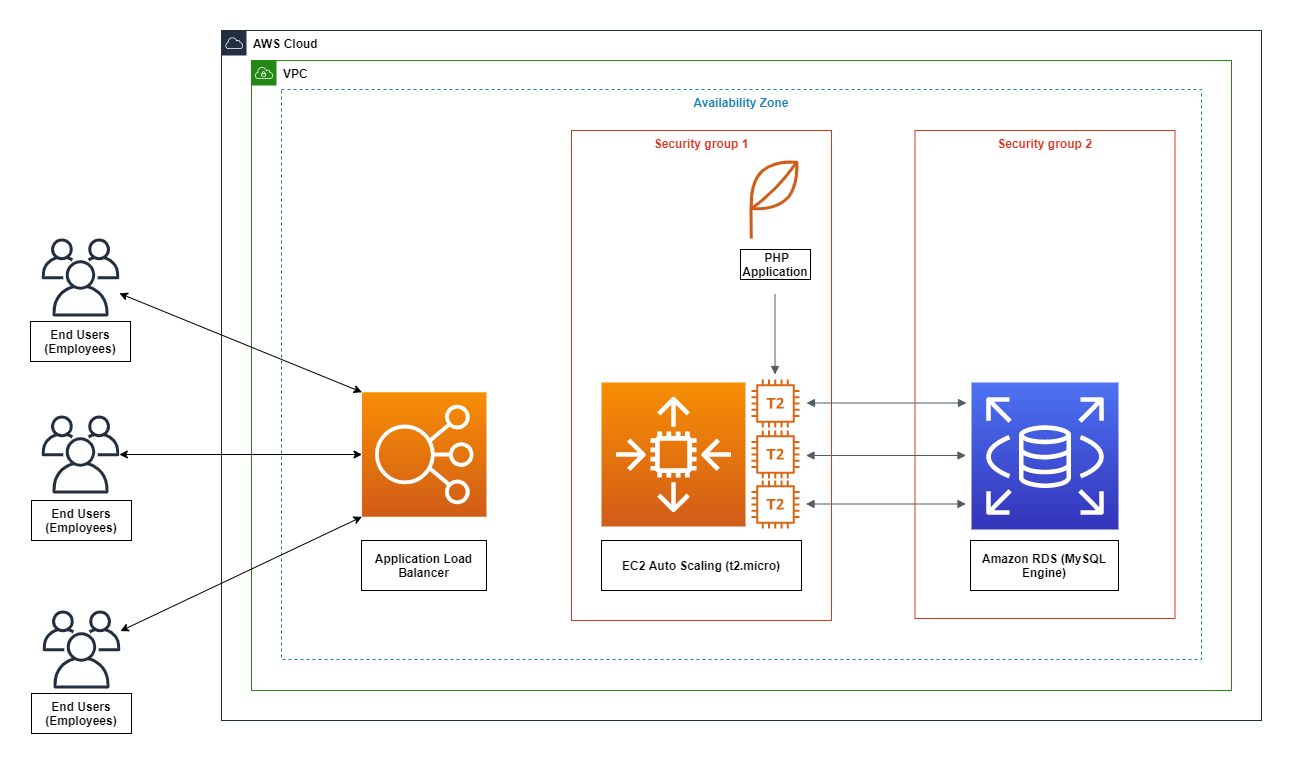 AWS Cloud
VPC
Availability Zone
Security group 1
Security group 2
PHP
Application
End Users
(Employees)
T2
T2
T2
End Users
(Employees)
Application Load
Balancer
EC2 Auto Scaling (t2.micro)
Amazon RDS (MySQL
Engine)
End Users
(Employees)